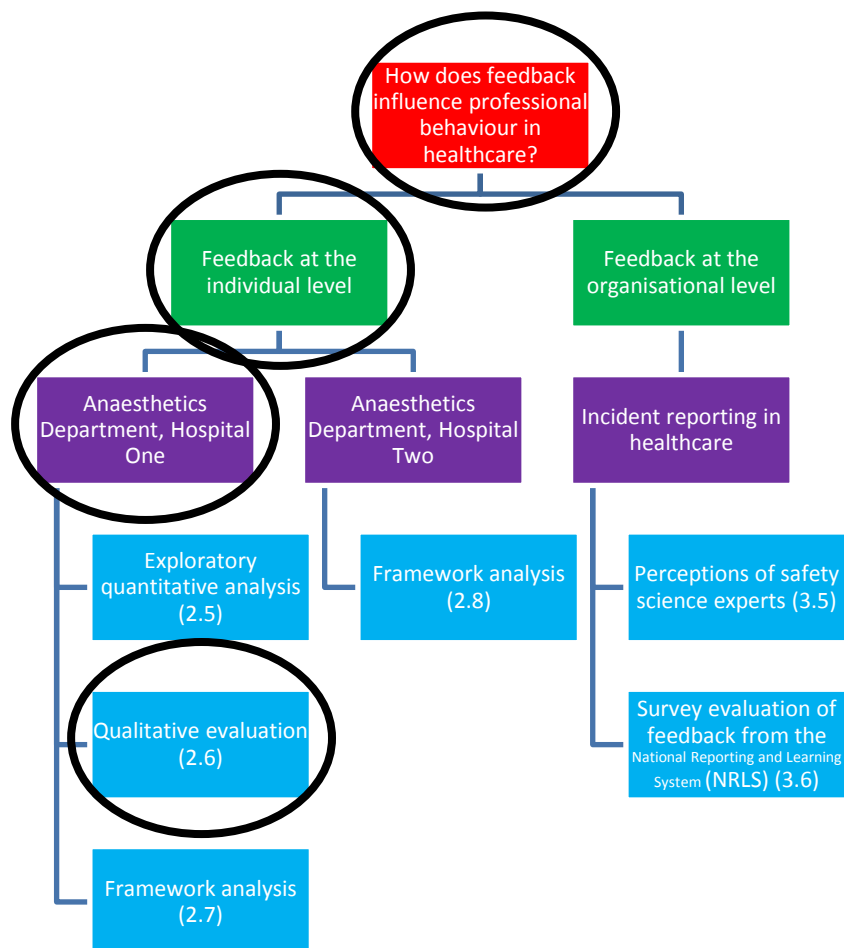 How does feedback
influence professional
behaviour in
healthcare?
Feedback at the
individual level
Feedback at the
organisational level
Anaesthetics
Department, Hospital
One
Anaesthetics
Department, Hospital
Two
Incident reporting in
healthcare
Exploratory
quantitative analysis
(2.5)
Framework analysis
(2.8)
Perceptions of safety
science experts (3.5)
Qualitative evaluation
(2.6)
Survey evaluation of
feedback from the
National Reporting and Learning
System (NRLS) (3.6)
Framework analysis
(2.7)